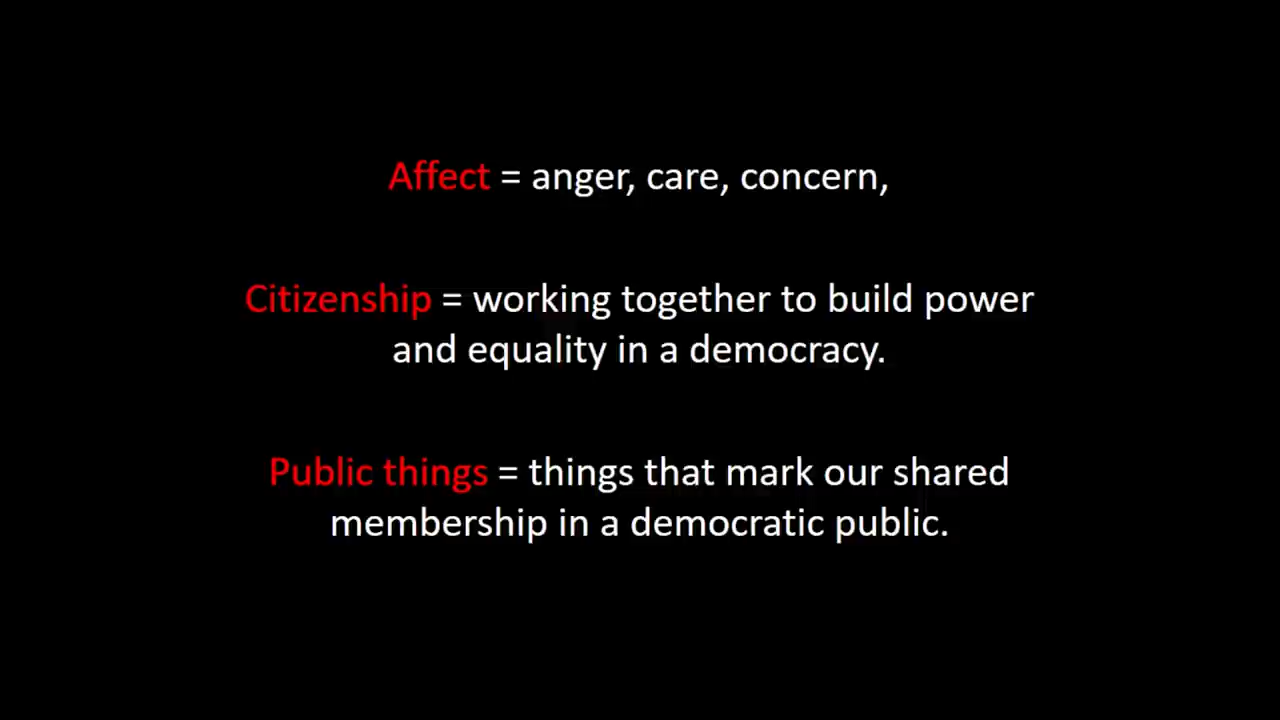 Affect = anger, care, concern,
Citizenship = working together to build power
and equality in a democracy.
Public things = things that mark our shared
membership in a democratic public.